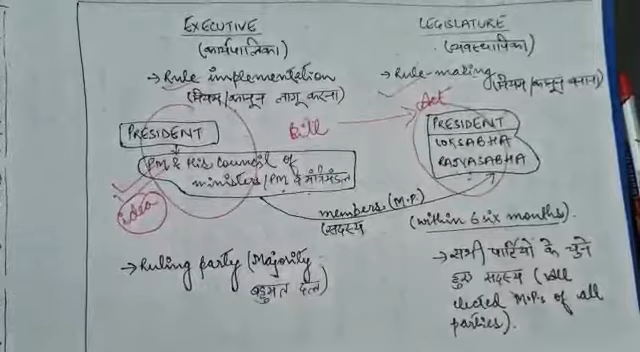 EXECUTIVE
(कार्यपालिका)
→ Rule implementation
(नियम/कानून लागू करना)
PRESIDENT
PM & His Council of
ministers/PM & मंत्रिमंडल
idea
→ Ruling party (Majority
बहुमत दल)
Bill
members (M.P.)
(सदस्य
LEGISLATURE
(व्यवस्थापिका)
→ Rule-making
(नियम/कानून बनाना)
Act
PRESIDENT
LOKSABHA
RAJYASABHA
(within 6 six months).
→ सभी पार्टियों के चुने
हुए सदस्य (all
elected M.P.s of all
parties).